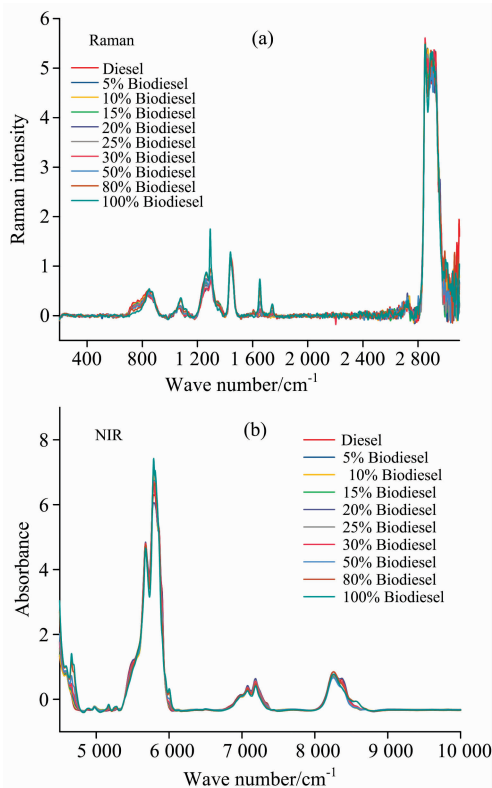 6
(a)
Raman
5
Diesel
5% Biodiesel
10% Biodiesel
4
15% Biodiesel
20% Biodiesel
25% Biodiesel
3
30% Biodiesel
50% Biodiesel
80% Biodiesel
2
100% Biodiesel
1
0
Raman intensity
400 800 1 200 1 600 2 000 2 400 2 800
Wave number/cm-1
NIR
(b)
8
Diesel
5% Biodiesel
10% Biodiesel
6
15% Biodiesel
20% Biodiesel
25% Biodiesel
30% Biodiesel
4
50% Biodiesel
80% Biodiesel
100% Biodiesel
2
0
Absorbance
5 000 6 000 7 000 8 000 9 000 10 000
Wave number/cm-1